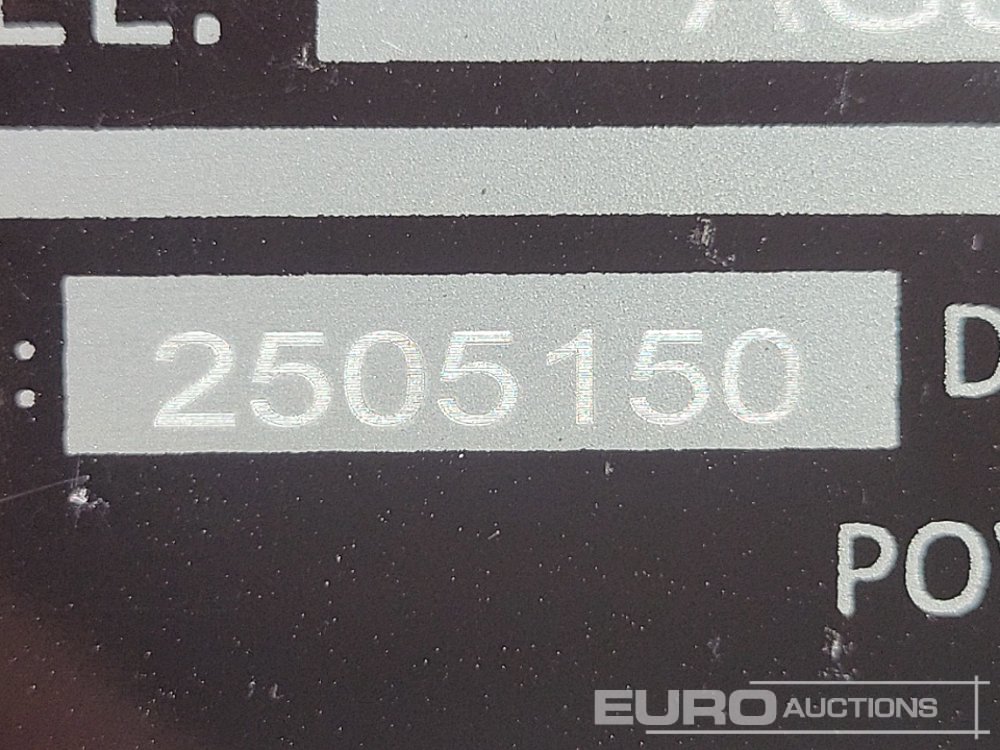 2505150
:
D
PO
EURO AUCTIONS